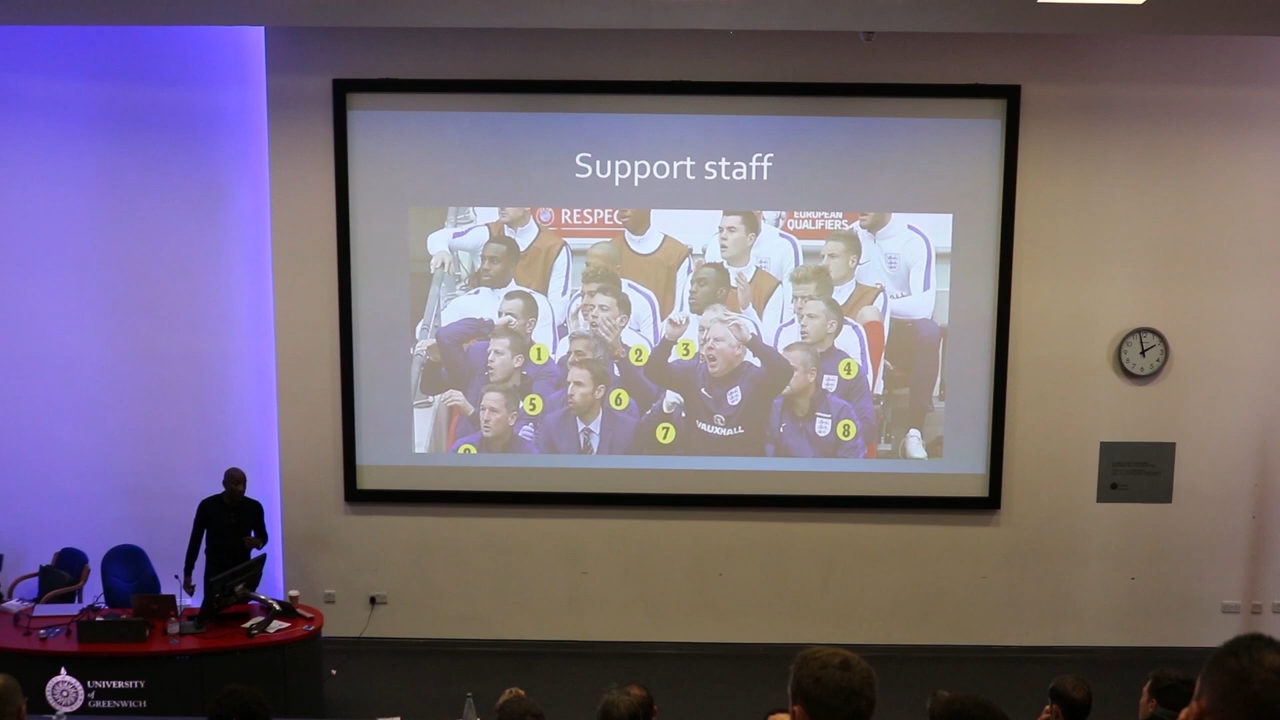 Support staff
RESPEC
EUROPEAN
QUALIFIERS
1
2
3
4
5
6
7
8
VAUXHALL
UNIVERSITY
of
GREENWICH